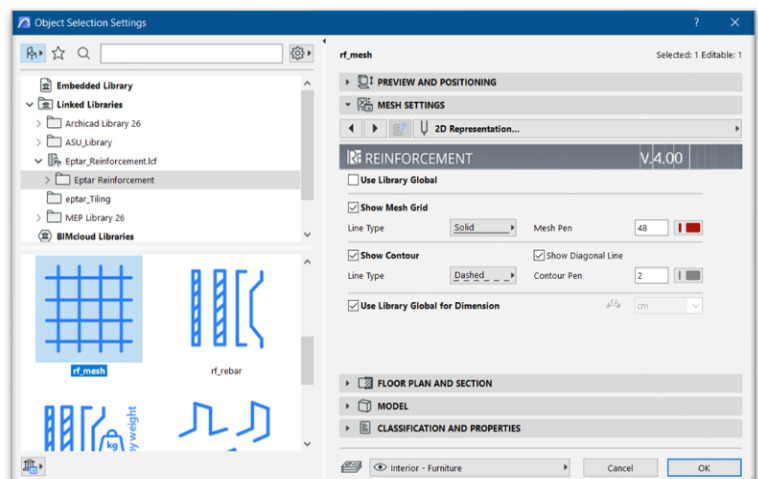 Object Selection Settings
Embedded Library
Linked Libraries
Archicad Library 26
ASU_Library
Eptar_Reinforcement.lcf
Eptar Reinforcement
eptar_Tiling
MEP Library 26
BIMcloud Libraries
rf_mesh
rf_rebar
kg
by weight
rf_mesh
Selected: 1 Editable: 1
PREVIEW AND POSITIONING
MESH SETTINGS
2D Representation...
REINFORCEMENT V.4.00
Use Library Global
Show Mesh Grid
Line Type Solid Mesh Pen 48
Show Contour Show Diagonal Line
Line Type Dashed Contour Pen 2
Use Library Global for Dimension cm
FLOOR PLAN AND SECTION
MODEL
CLASSIFICATION AND PROPERTIES
Interior - Furniture
Cancel OK